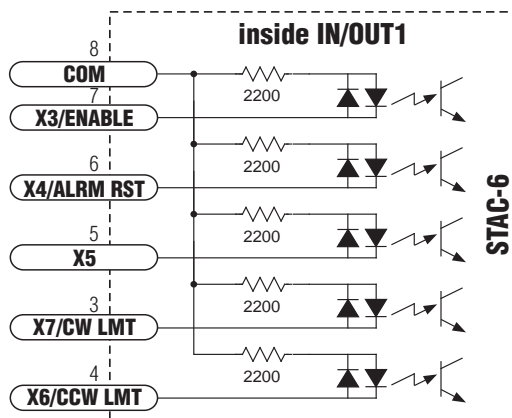 inside IN/OUT1
8
COM
2200
7
X3/ENABLE
6
X4/ALRM RST
2200
5
X5
2200
3
X7/CW LMT
2200
4
X6/CCW LMT
2200
STAC-6